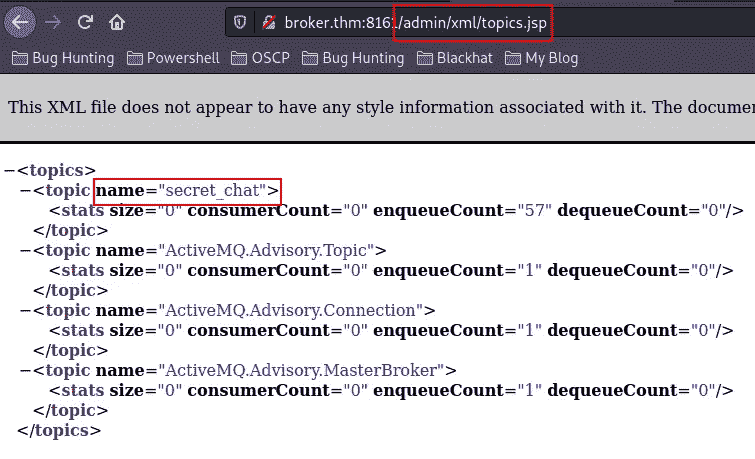 broker.thm:8161/admin/xml/topics.jsp
Bug Hunting Powershell OSCP Bug Hunting Blackhat My Blog
This XML file does not appear to have any style information associated with it. The docume
−<topics>
−<topic name="secret_chat">
<stats size="0" consumerCount="0" enqueueCount="57" dequeueCount="0"/>
</topic>
−<topic name="ActiveMQ.Advisory.Topic">
<stats size="0" consumerCount="0" enqueueCount="1" dequeueCount="0"/>
</topic>
−<topic name="ActiveMQ.Advisory.Connection">
<stats size="0" consumerCount="0" enqueueCount="1" dequeueCount="0"/>
</topic>
−<topic name="ActiveMQ.Advisory.MasterBroker">
<stats size="0" consumerCount="0" enqueueCount="1" dequeueCount="0"/>
</topic>
</topics>